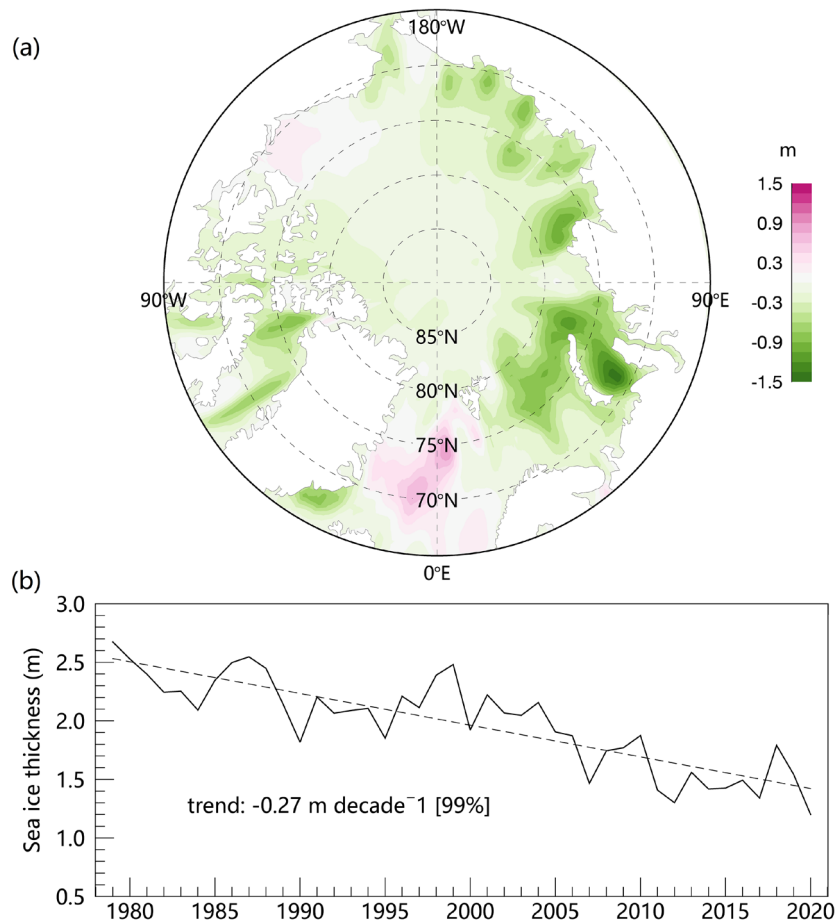 (a)
180°W
m
1.5
0.9
0.3
-0.3
-0.9
-1.5
90°W
90°E
85°N
80°N
75°N
70°N
0°E
(b)
3.0
2.5
2.0
1.5
1.0
0.5
Sea ice thickness (m)
trend: -0.27 m decade⁻1 [99%]
1980 1985 1990 1995 2000 2005 2010 2015 2020